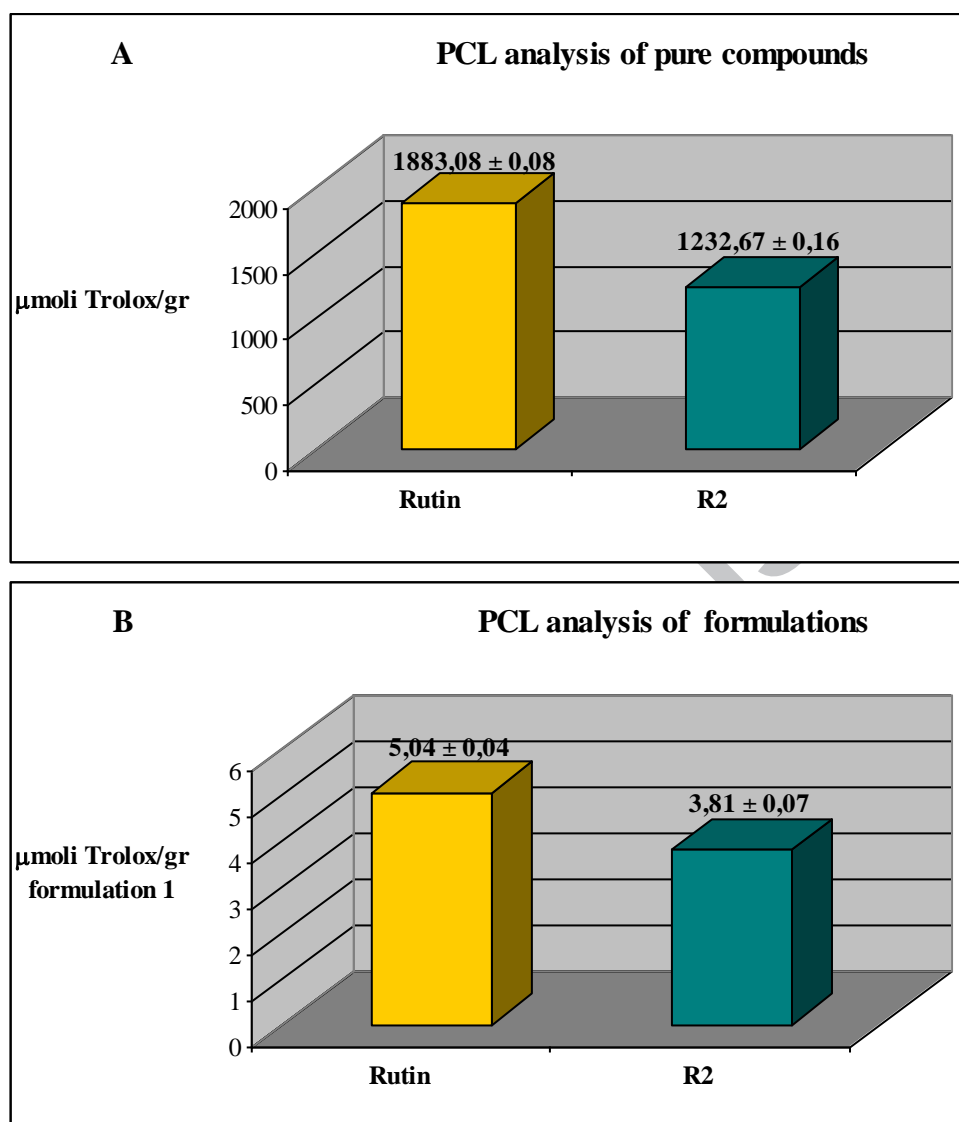 A
PCL analysis of pure compounds
1883,08 ± 0,08
1232,67 ± 0,16
2000
1500
1000
500
0
µmoli Trolox/gr
Rutin
R2
B
PCL analysis of formulations
5,04 ± 0,04
3,81 ± 0,07
6
5
4
3
2
1
0
µmoli Trolox/gr
formulation 1
Rutin
R2